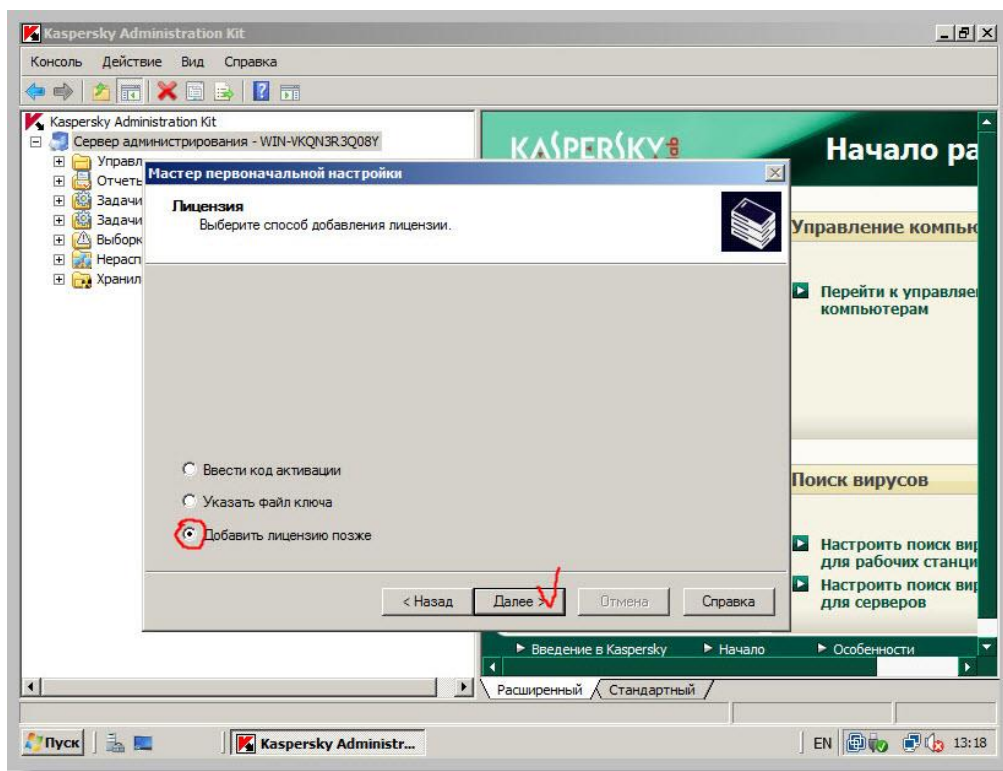 Kaspersky Administration Kit
Консоль Действие Вид Справка
Kaspersky Administration Kit
Сервер администрирования - WIN-VKQN3R3Q08Y
Управл
Отчеть
Задачи
Задачи
Выборк
Нерасп
Хранил
Мастер первоначальной настройки
Лицензия
Выберите способ добавления лицензии.
Ввести код активации
Указать файл ключа
Добавить лицензию позже
< Назад
Далее >
Отмена
Справка
KASPERSKY
Начало ра
Управление компьк
Перейти к управляе
компьютерам
Поиск вирусов
Настроить поиск вир
для рабочих станци
Настроить поиск вир
для серверов
Введение в Kaspersky Начало Особенности
Расширенный Стандартный
Пуск
Kaspersky Administr...
EN
13:18